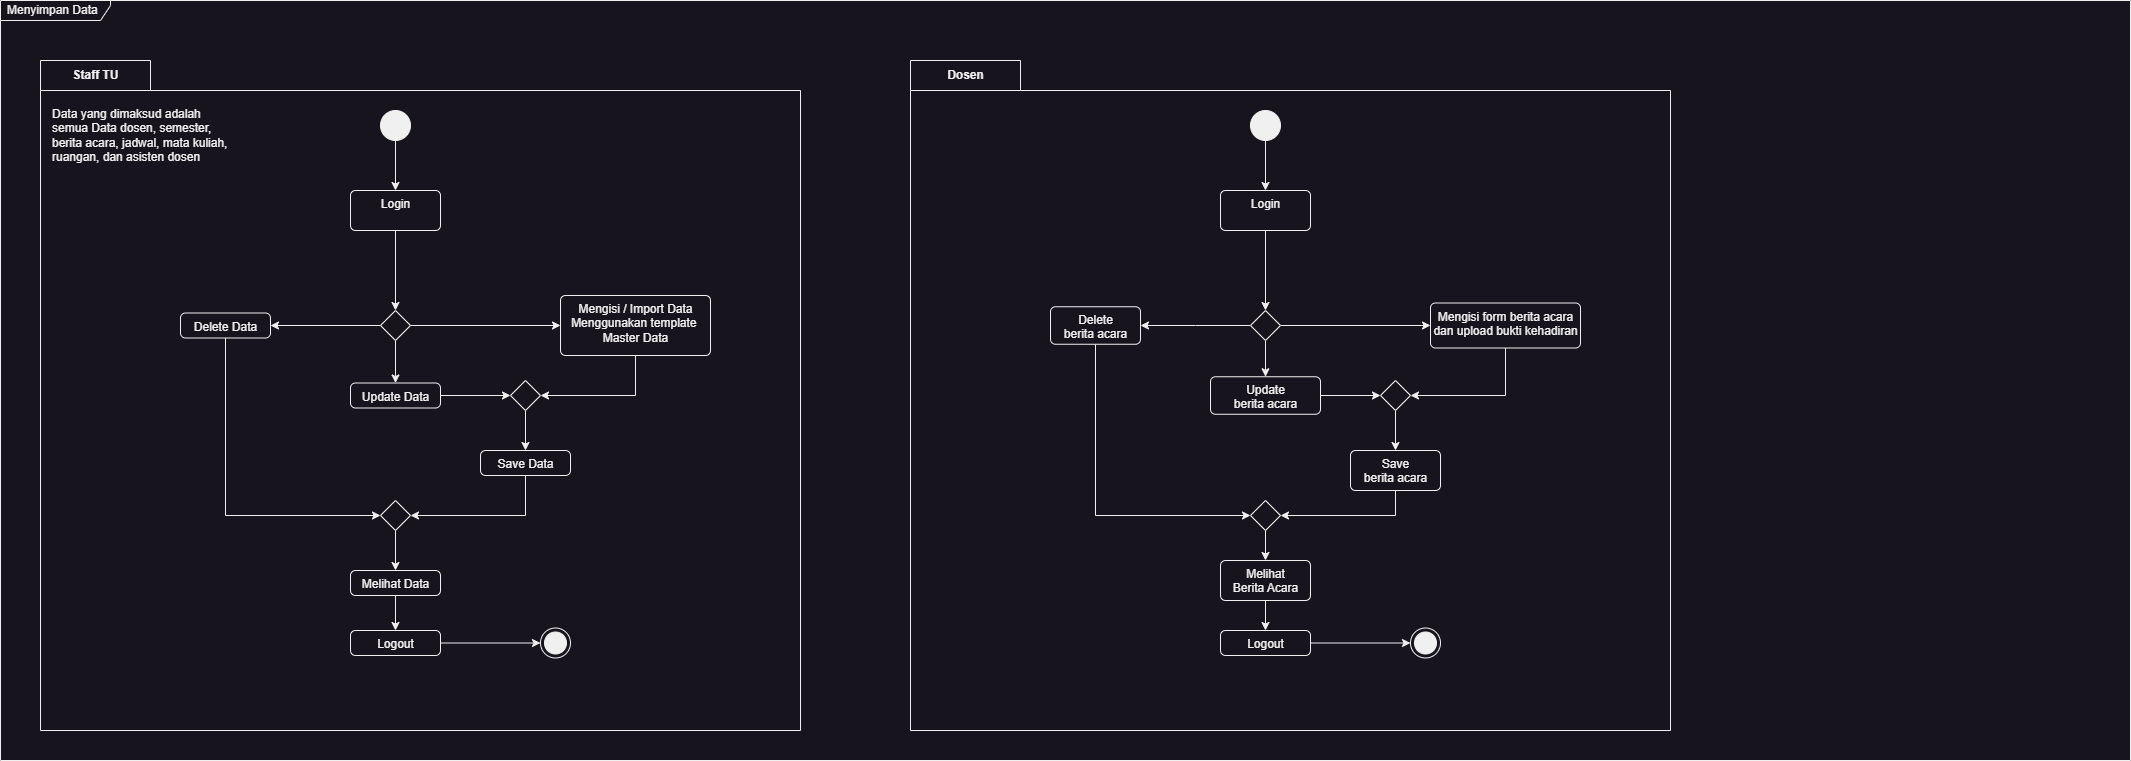 Menyimpan Data
Staff TU
Data yang dimaksud adalah
semua Data dosen, semester,
berita acara, jadwal, mata kuliah,
ruangan, dan asisten dosen
Login
Delete Data
Mengisi / Import Data
Menggunakan template
Master Data
Update Data
Save Data
Melihat Data
Logout
Dosen
Login
Delete
berita acara
Mengisi form berita acara
dan upload bukti kehadiran
Update
berita acara
Save
berita acara
Melihat
Berita Acara
Logout